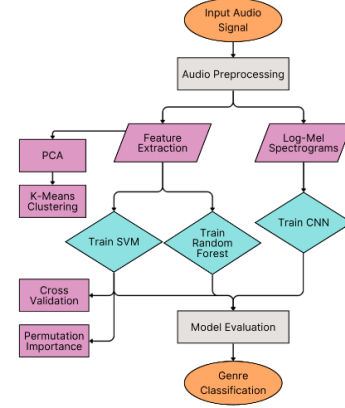 Input Audio
Signal
Audio Preprocessing
Feature
Extraction
Log-Mel
Spectrograms
PCA
K-Means
Clustering
Train SVM
Train
Random
Forest
Train CNN
Cross
Validation
Permutation
Importance
Model Evaluation
Genre
Classification